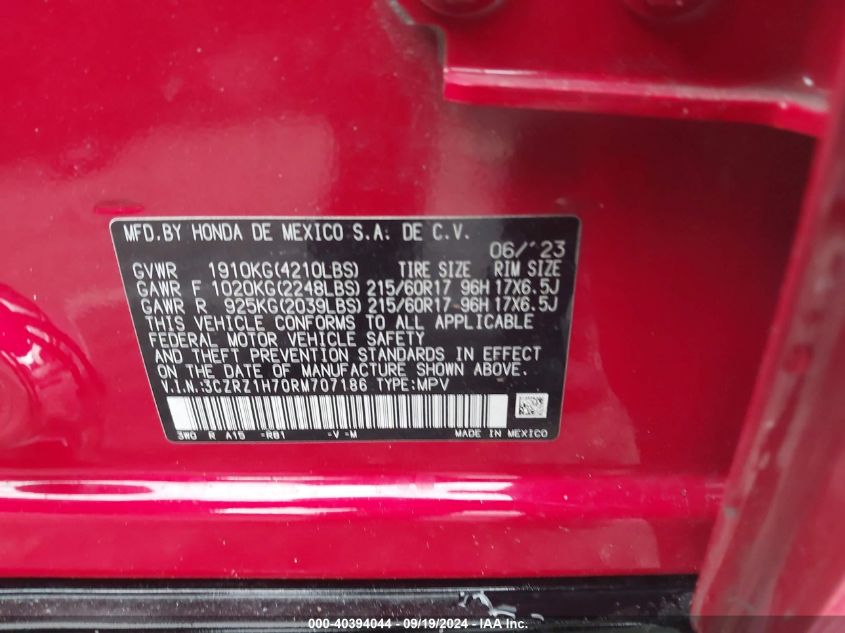 MFD.BY HONDA DE MEXICO S.A. DE C.V.
06/'23
GVWR 1910KG(4210LBS) TIRE SIZE RIM SIZE
GAWR F 1020KG(2248LBS) 215/60R17 96H 17X6.5J
GAWR R 925KG(2039LBS) 215/60R17 96H 17X6.5J
THIS VEHICLE CONFORMS TO ALL APPLICABLE
FEDERAL MOTOR VEHICLE SAFETY
AND THEFT PREVENTION STANDARDS IN EFFECT
ON THE DATE OF MANUFACTURE SHOWN ABOVE.
V.I.N.:3CZRZ1H70RM707186 TYPE:MPV
3W0 R A15 -R81 -V -M MADE IN MEXICO
000-40394044 - 09/19/2024 - IAA Inc.